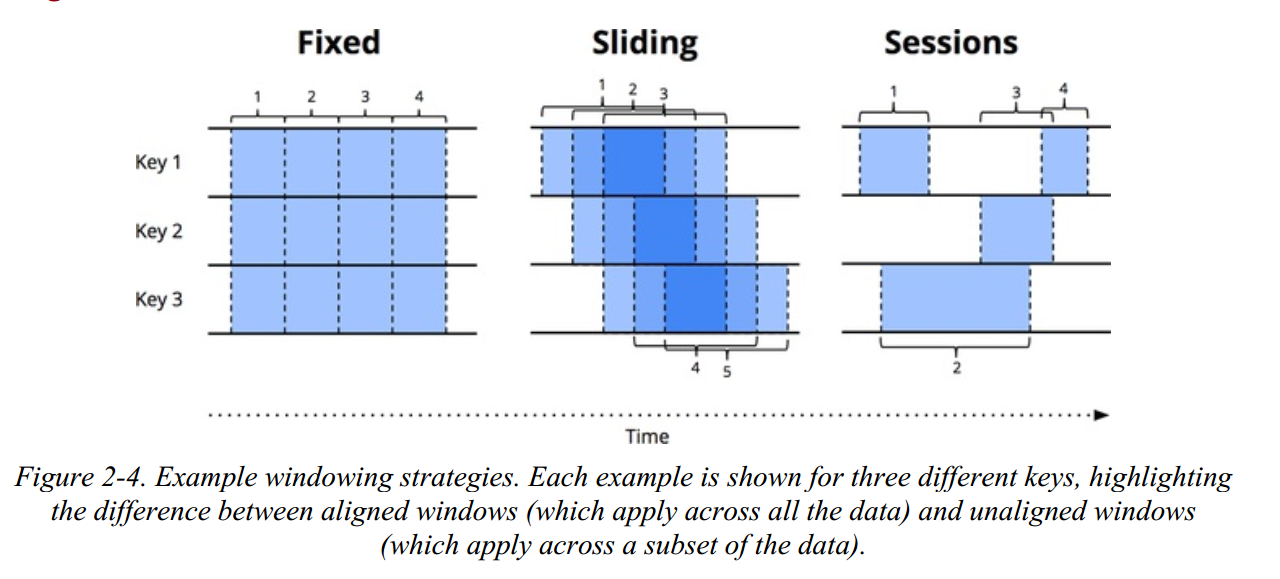 Fixed
Sliding
Sessions
1 2 3 4
1 2 3
1 3 4
Key 1
Key 2
Key 3
4 5
2
Time
Figure 2-4. Example windowing strategies. Each example is shown for three different keys, highlighting
the difference between aligned windows (which apply across all the data) and unaligned windows
(which apply across a subset of the data).